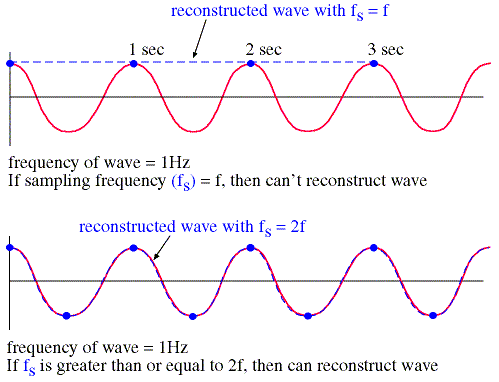 reconstructed wave with fs = f
1 sec
2 sec
3 sec
frequency of wave = 1Hz
If sampling frequency (fs) = f, then can't reconstruct wave
reconstructed wave with fs = 2f
frequency of wave = 1Hz
If fs is greater than or equal to 2f, then can reconstruct wave